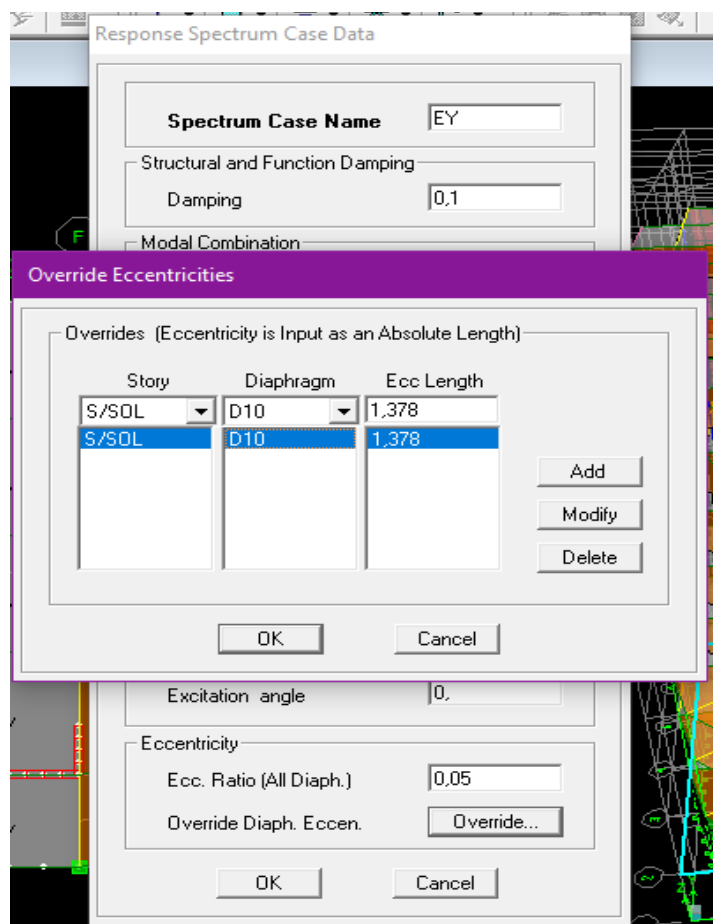 Response Spectrum Case Data
Spectrum Case Name EY
Structural and Function Damping
Damping 0,1
Modal Combination
F
Override Eccentricities
Overrides (Eccentricity is Input as an Absolute Length)
Story Diaphragm Ecc Length
S/SOL D10 1,378
S/SOL D10 1,378
Add
Modify
Delete
OK Cancel
Excitation angle 0,
Eccentricity
Ecc. Ratio (All Diaph.) 0,05
Override Diaph. Eccen. Override...
OK Cancel